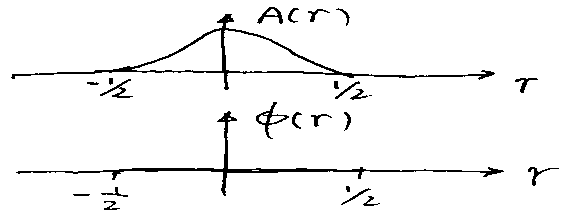 A(r)
-1/2 1/2 r
φ(r)
-1/2 1/2 r